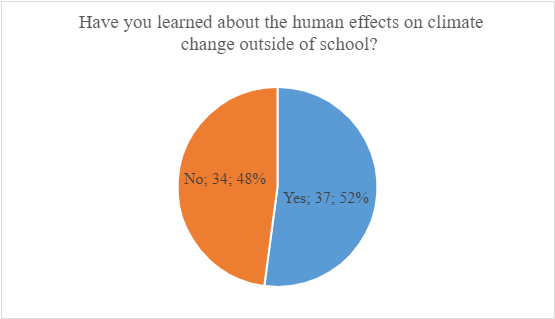 Have you learned about the human effects on climate
change outside of school?
No; 34; 48%
Yes; 37; 52%